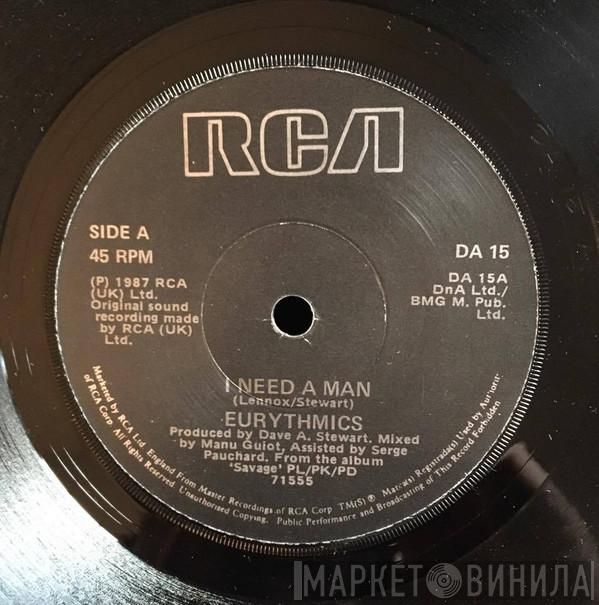 RCA
SIDE A
45 RPM
(P) 1987 RCA
(UK) Ltd.
Original sound
recording made
by RCA (UK)
Ltd.
DA 15
DA 15A
DnA Ltd./
BMG M. Pub.
Ltd.
I NEED A MAN
(Lennox/Stewart)
EURYTHMICS
Produced by Dave A. Stewart. Mixed
by Manu Guiot, Assisted by Serge
Pauchard. From the album
'Savage' PL/PK/PD
71555
Marketed by RCA Ltd. England From Master Recordings of RCA Corp TM(S) ® Marca(s) Registrada(s) Used by Authority
of RCA Corp. All Rights Reserved. Unauthorised Copying, Public Performance and Broadcasting of This Record Forbidden
МАРКЕТ ВИНИЛА